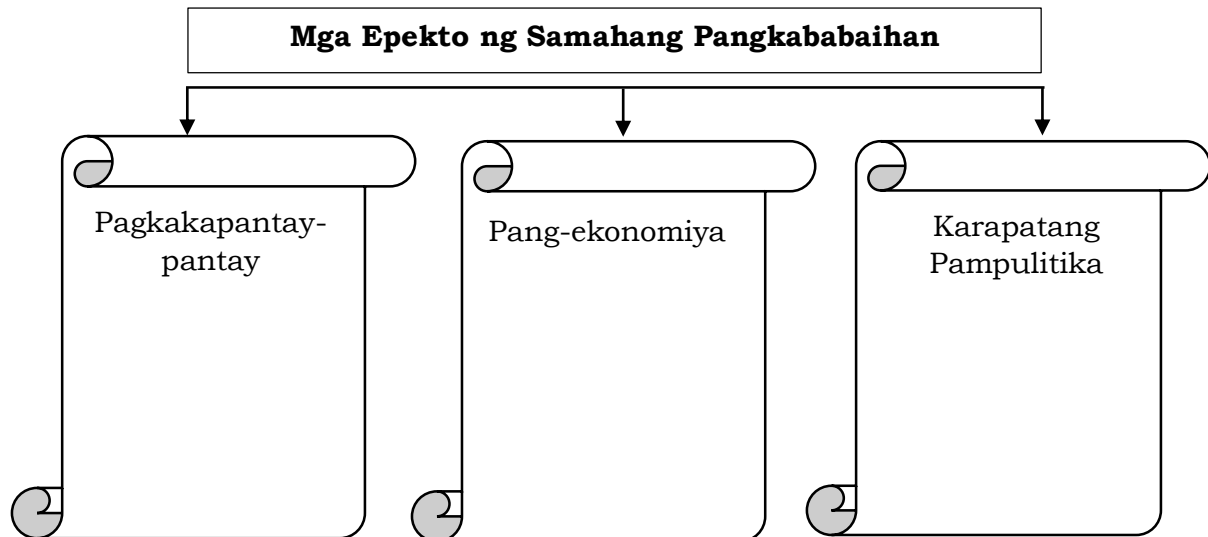 Mga Epekto ng Samahang Pangkababaihan
Pagkakapantay-
pantay
Pang-ekonomiya
Karapatang
Pampulitika